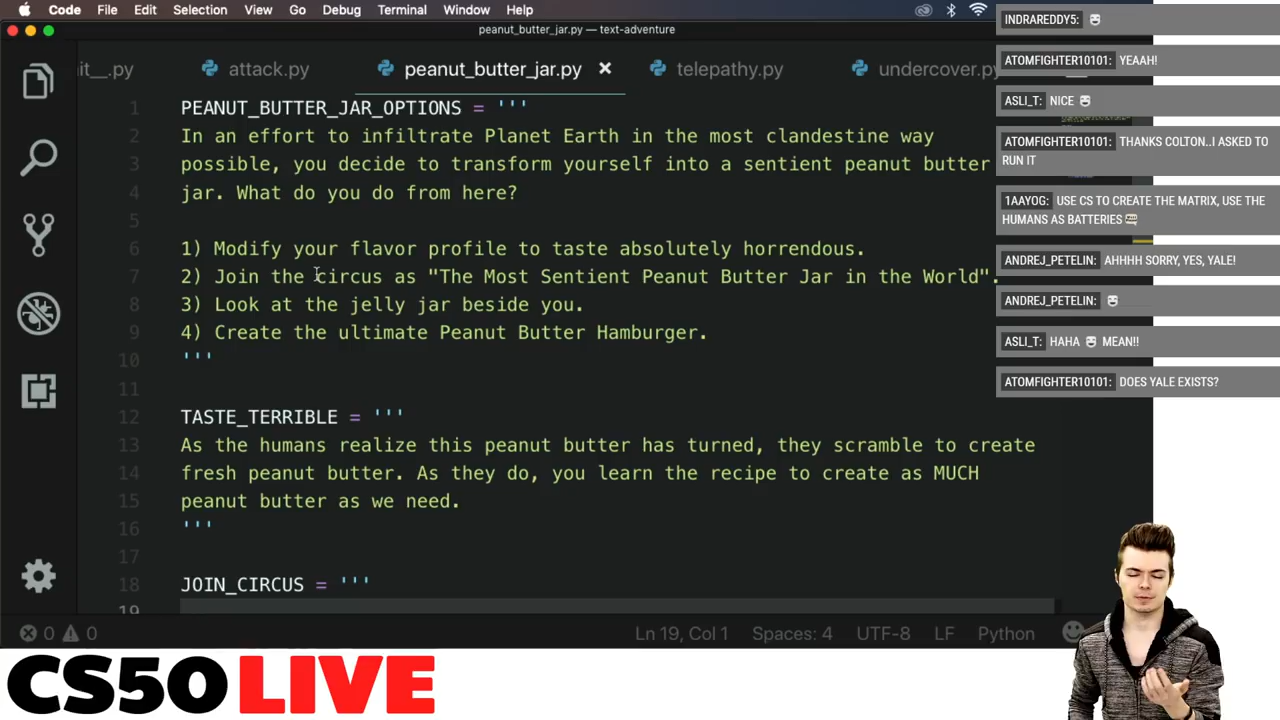 Code File Edit Selection View Go Debug Terminal Window Help
peanut_butter_jar.py — text-adventure
it__.py attack.py peanut_butter_jar.py × telepathy.py undercover.py
1 PEANUT_BUTTER_JAR_OPTIONS = '''
2 In an effort to infiltrate Planet Earth in the most clandestine way
3 possible, you decide to transform yourself into a sentient peanut butter
4 jar. What do you do from here?
5
6 1) Modify your flavor profile to taste absolutely horrendous.
7 2) Join the circus as "The Most Sentient Peanut Butter Jar in the World".
8 3) Look at the jelly jar beside you.
9 4) Create the ultimate Peanut Butter Hamburger.
10 '''
11
12 TASTE_TERRIBLE = '''
13 As the humans realize this peanut butter has turned, they scramble to create
14 fresh peanut butter. As they do, you learn the recipe to create as MUCH
15 peanut butter as we need.
16 '''
17
18 JOIN_CIRCUS = '''
19
0 0 Ln 19, Col 1 Spaces: 4 UTF-8 LF Python
INDRAREDDY5:
ATOMFIGHTER10101: YEAAH!
ASLI_T: NICE
ATOMFIGHTER10101: THANKS COLTON..I ASKED TO
RUN IT
1AAYOG: USE CS TO CREATE THE MATRIX, USE THE
HUMANS AS BATTERIES
ANDREJ_PETELIN: AHHHH SORRY, YES, YALE!
ANDREJ_PETELIN:
ASLI_T: HAHA MEAN!!
ATOMFIGHTER10101: DOES YALE EXISTS?
CS50 LIVE